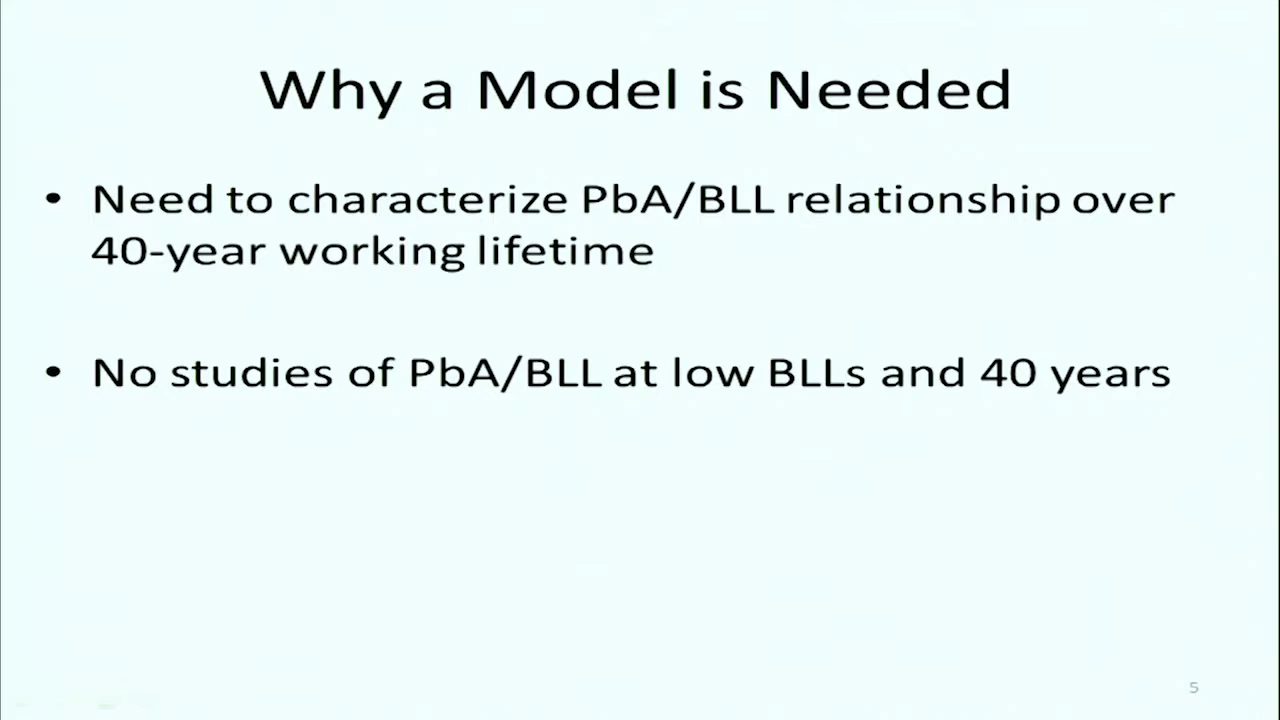 Why a Model is Needed
• Need to characterize PbA/BLL relationship over
40-year working lifetime
• No studies of PbA/BLL at low BLLs and 40 years
5